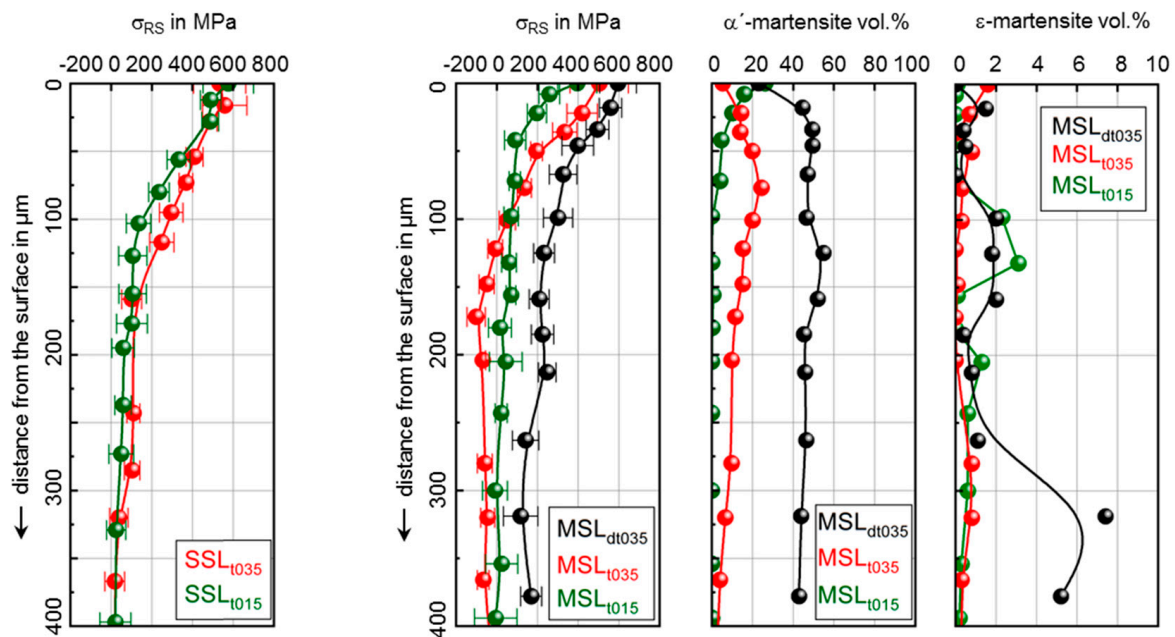 σRS in MPa
-200 0 200 400 600 800
← distance from the surface in µm
0
100
200
300
400
SSLt035
SSLt015
σRS in MPa
-200 0 200 400 600 800
← distance from the surface in µm
0
100
200
300
400
MSLdt035
MSLt035
MSLt015
α´-martensite vol.%
0 20 40 60 80 100
MSLdt035
MSLt035
MSLt015
ε-martensite vol.%
0 2 4 6 8 10
MSLdt035
MSLt035
MSLt015